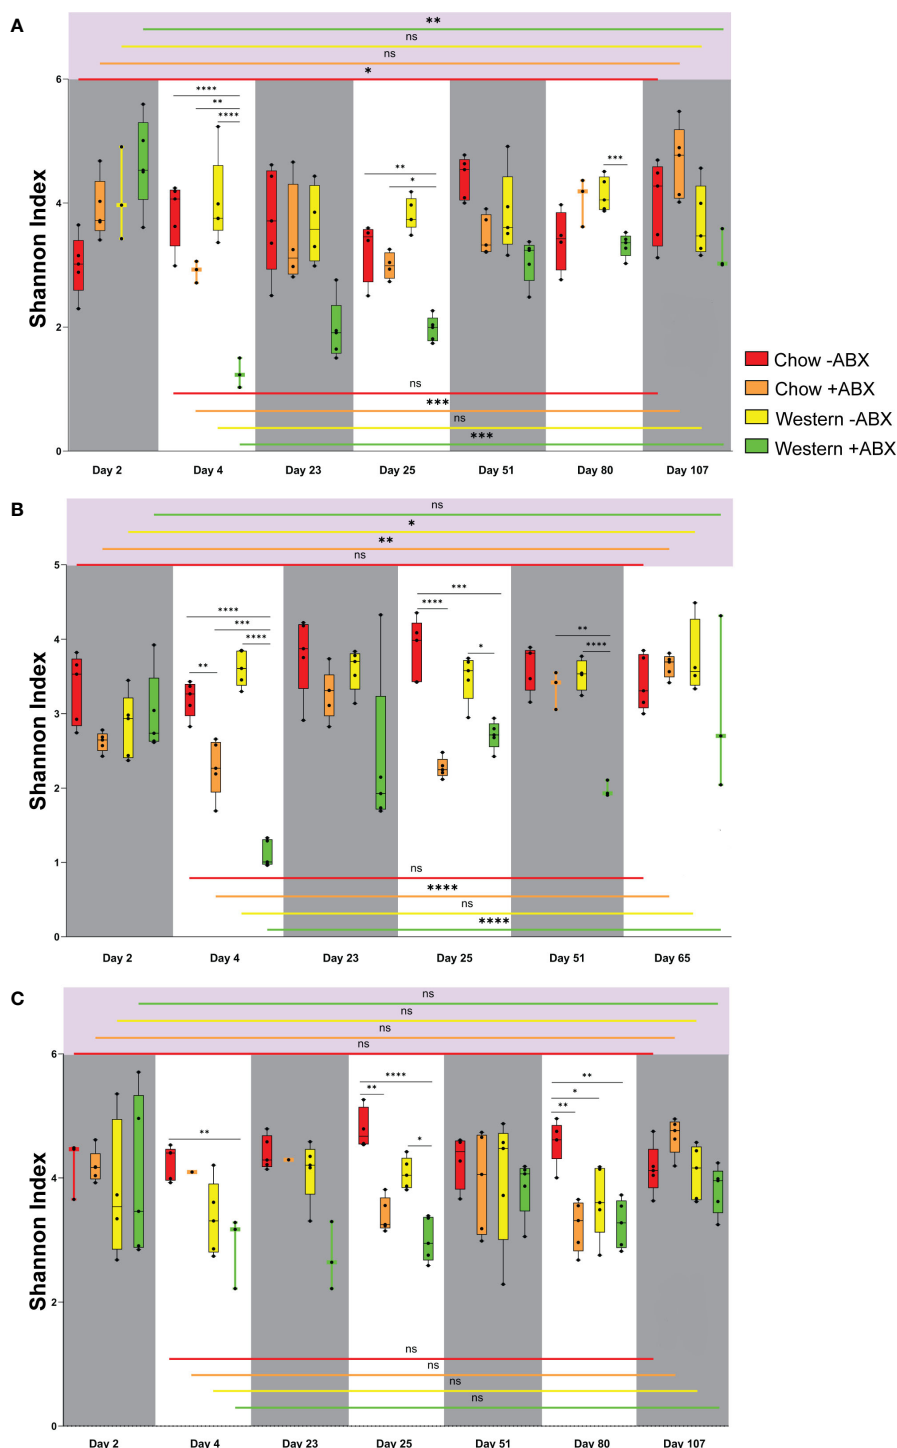 A
**
ns
ns
*
6
****
**
****
**
*
***
4
Shannon Index
2
Chow -ABX
Chow +ABX
Western -ABX
Western +ABX
ns
***
ns
***
0
Day 2 Day 4 Day 23 Day 25 Day 51 Day 80 Day 107
B
ns
*
**
ns
5
****
***
****
**
***
****
*
**
****
4
3
Shannon Index
2
1
ns
****
ns
****
0
Day 2 Day 4 Day 23 Day 25 Day 51 Day 65
C
ns
ns
ns
ns
6
**
****
**
*
**
*
**
4
Shannon Index
2
ns
ns
ns
ns
0
Day 2 Day 4 Day 23 Day 25 Day 51 Day 80 Day 107